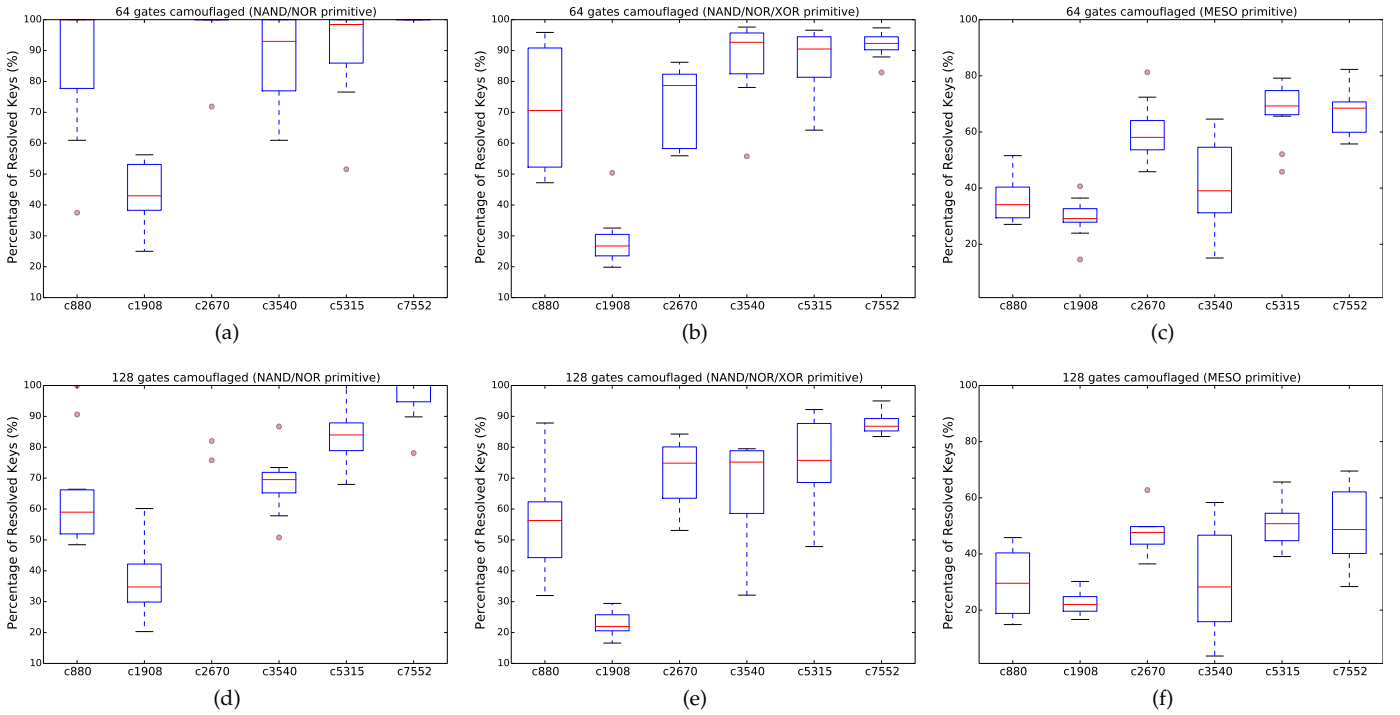 64 gates camouflaged (NAND/NOR primitive)
Percentage of Resolved Keys (%)
100
90
80
70
60
50
40
30
20
10
c880 c1908 c2670 c3540 c5315 c7552
(a)
64 gates camouflaged (NAND/NOR/XOR primitive)
Percentage of Resolved Keys (%)
100
90
80
70
60
50
40
30
20
10
c880 c1908 c2670 c3540 c5315 c7552
(b)
64 gates camouflaged (MESO primitive)
Percentage of Resolved Keys (%)
100
80
60
40
20
c880 c1908 c2670 c3540 c5315 c7552
(c)
128 gates camouflaged (NAND/NOR primitive)
Percentage of Resolved Keys (%)
100
90
80
70
60
50
40
30
20
10
c880 c1908 c2670 c3540 c5315 c7552
(d)
128 gates camouflaged (NAND/NOR/XOR primitive)
Percentage of Resolved Keys (%)
100
90
80
70
60
50
40
30
20
10
c880 c1908 c2670 c3540 c5315 c7552
(e)
128 gates camouflaged (MESO primitive)
Percentage of Resolved Keys (%)
100
80
60
40
20
c880 c1908 c2670 c3540 c5315 c7552
(f)